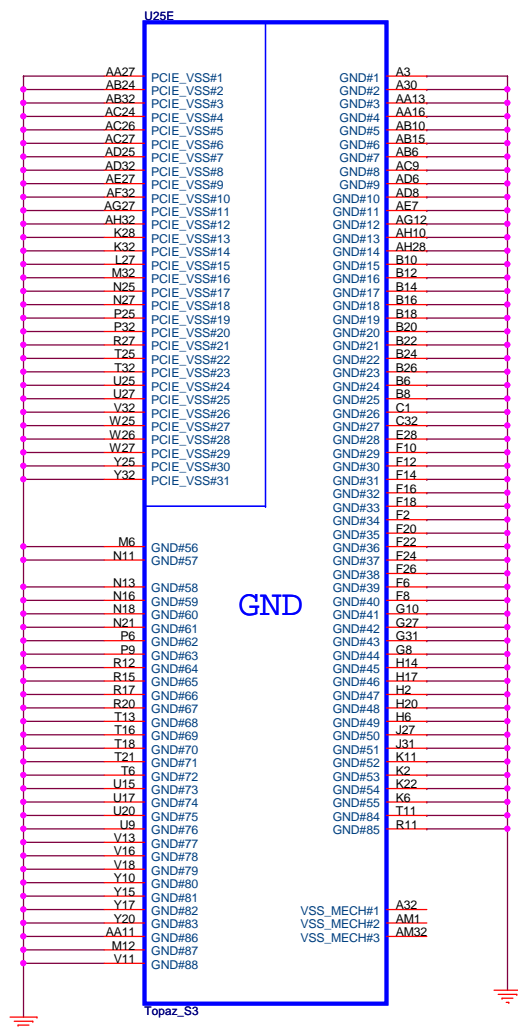 U25E
AA27 PCIE_VSS#1
AB24 PCIE_VSS#2
AB32 PCIE_VSS#3
AC24 PCIE_VSS#4
AC26 PCIE_VSS#5
AC27 PCIE_VSS#6
AD25 PCIE_VSS#7
AD32 PCIE_VSS#8
AE27 PCIE_VSS#9
AF32 PCIE_VSS#10
AG27 PCIE_VSS#11
AH32 PCIE_VSS#12
K28 PCIE_VSS#13
K32 PCIE_VSS#14
L27 PCIE_VSS#15
M32 PCIE_VSS#16
N25 PCIE_VSS#17
N27 PCIE_VSS#18
P25 PCIE_VSS#19
P32 PCIE_VSS#20
R27 PCIE_VSS#21
T25 PCIE_VSS#22
T32 PCIE_VSS#23
U25 PCIE_VSS#24
U27 PCIE_VSS#25
V32 PCIE_VSS#26
W25 PCIE_VSS#27
W26 PCIE_VSS#28
W27 PCIE_VSS#29
Y25 PCIE_VSS#30
Y32 PCIE_VSS#31
M6 GND#56
N11 GND#57
N13 GND#58
N16 GND#59
N18 GND#60
N21 GND#61
P6 GND#62
P9 GND#63
R12 GND#64
R15 GND#65
R17 GND#66
R20 GND#67
T13 GND#68
T16 GND#69
T18 GND#70
T21 GND#71
T6 GND#72
U15 GND#73
U17 GND#74
U20 GND#75
U9 GND#76
V13 GND#77
V16 GND#78
V18 GND#79
Y10 GND#80
Y15 GND#81
Y17 GND#82
Y20 GND#83
AA11 GND#86
M12 GND#87
V11 GND#88
GND
GND#1 A3
GND#2 A30
GND#3 AA13
GND#4 AA16
GND#5 AB10
GND#6 AB15
GND#7 AB6
GND#8 AC9
GND#9 AD6
GND#10 AD8
GND#11 AE7
GND#12 AG12
GND#13 AH10
GND#14 AH28
GND#15 B10
GND#16 B12
GND#17 B14
GND#18 B16
GND#19 B18
GND#20 B20
GND#21 B22
GND#22 B24
GND#23 B26
GND#24 B6
GND#25 B8
GND#26 C1
GND#27 C32
GND#28 E28
GND#29 F10
GND#30 F12
GND#31 F14
GND#32 F16
GND#33 F18
GND#34 F2
GND#35 F20
GND#36 F22
GND#37 F24
GND#38 F26
GND#39 F6
GND#40 F8
GND#41 G10
GND#42 G27
GND#43 G31
GND#44 G8
GND#45 H14
GND#46 H17
GND#47 H2
GND#48 H20
GND#49 H6
GND#50 J27
GND#51 J31
GND#52 K11
GND#53 K2
GND#54 K22
GND#55 K6
GND#84 T11
GND#85 R11
VSS_MECH#1 A32
VSS_MECH#2 AM1
VSS_MECH#3 AM32
Topaz_S3